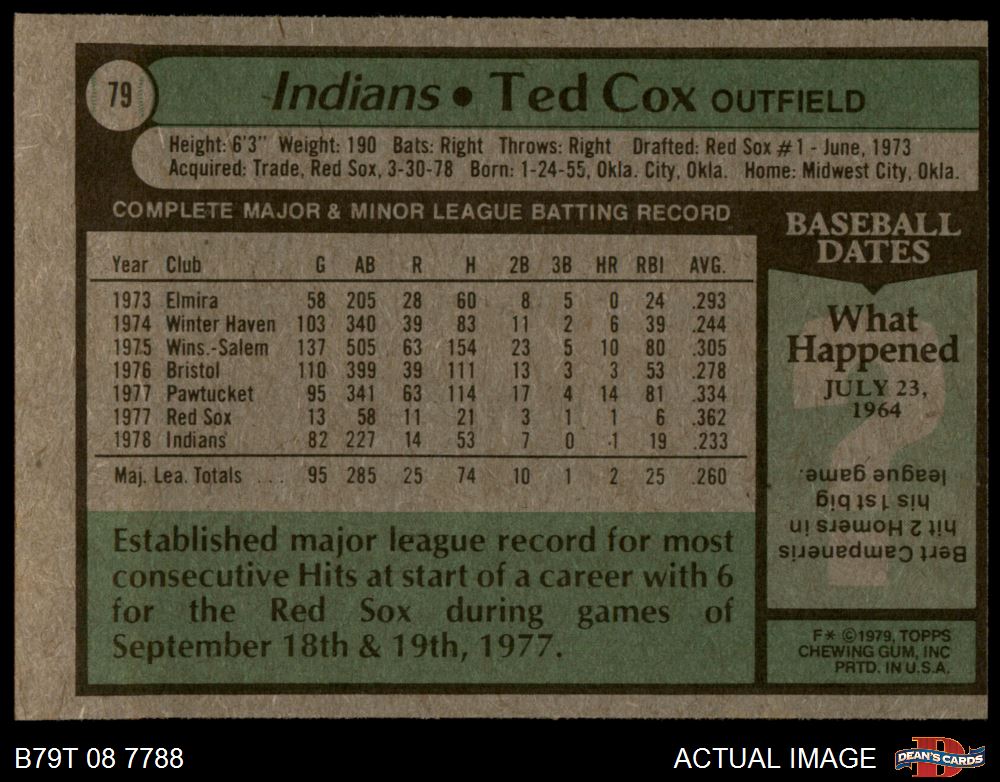 79
Indians • Ted Cox OUTFIELD
Height: 6'3" Weight: 190 Bats: Right Throws: Right Drafted: Red Sox #1 - June, 1973
Acquired: Trade, Red Sox, 3-30-78 Born: 1-24-55, Okla. City, Okla. Home: Midwest City, Okla.
COMPLETE MAJOR & MINOR LEAGUE BATTING RECORD
Year Club G AB R H 2B 3B HR RBI AVG.
1973 Elmira 58 205 28 60 8 5 0 24 .293
1974 Winter Haven 103 340 39 83 11 2 6 39 .244
1975 Wins.-Salem 137 505 63 154 23 5 10 80 .305
1976 Bristol 110 399 39 111 13 3 3 53 .278
1977 Pawtucket 95 341 63 114 17 4 14 81 .334
1977 Red Sox 13 58 11 21 3 1 1 6 .362
1978 Indians 82 227 14 53 7 0 1 19 .233
Maj. Lea. Totals ... 95 285 25 74 10 1 2 25 .260
Established major league record for most
consecutive Hits at start of a career with 6
for the Red Sox during games of
September 18th & 19th, 1977.
BASEBALL
DATES
What
Happened
JULY 23,
1964
Bert Campaneris
hit 2 Homers in
his 1st big
league game.
F* ©1979, TOPPS
CHEWING GUM, INC
PRTD. IN U.S.A.
B79T 08 7788
ACTUAL IMAGE
D
DEAN'S CARDS